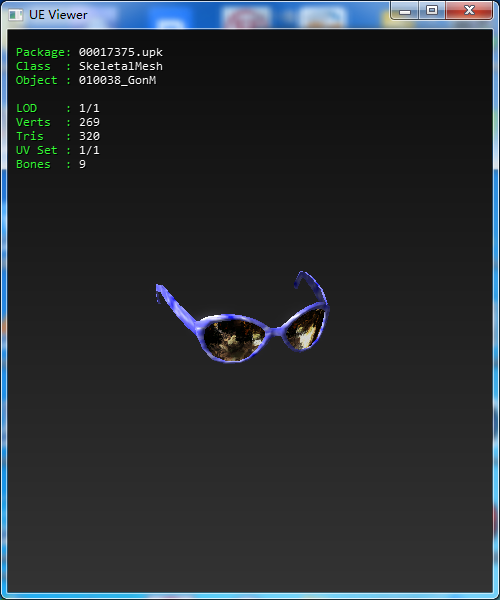 UE Viewer
Package: 00017375.upk
Class : SkeletalMesh
Object : 010038_GonM
LOD : 1/1
Verts : 269
Tris : 320
UV Set : 1/1
Bones : 9